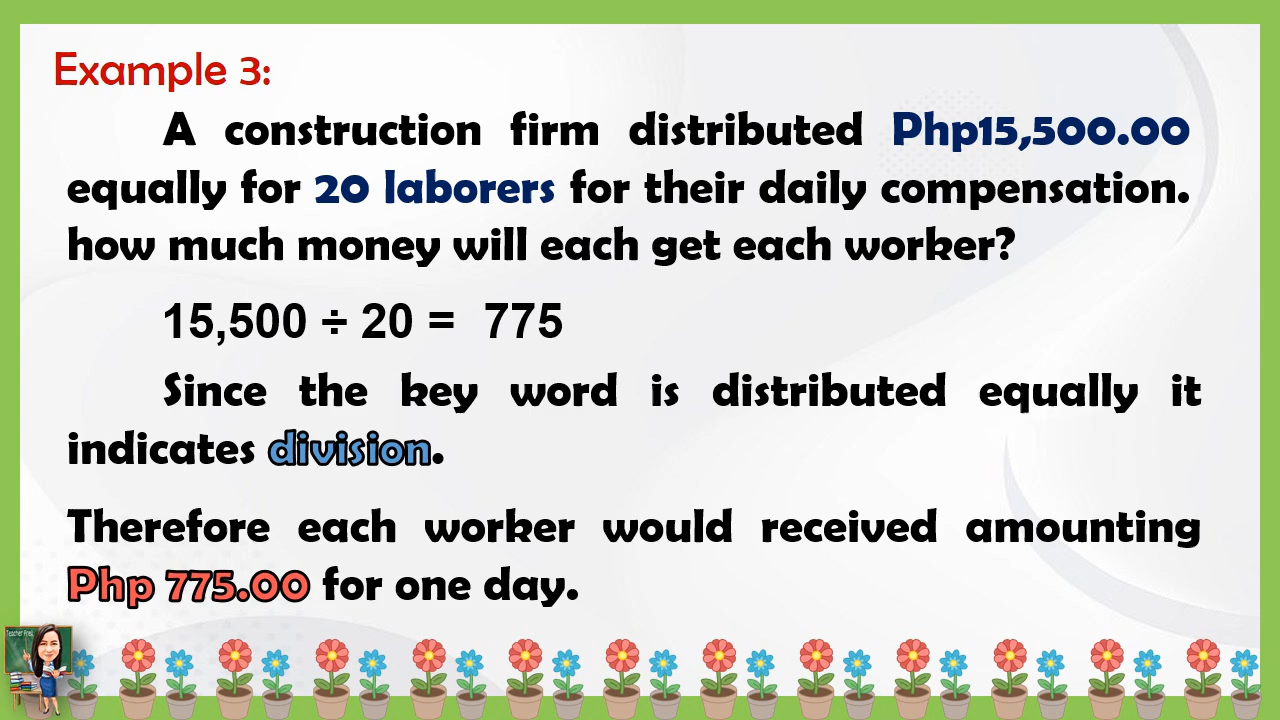 Example 3:
A construction firm distributed Php15,500.00
equally for 20 laborers for their daily compensation.
how much money will each get each worker?
15,500 ÷ 20 = 775
Since the key word is distributed equally it
indicates division.
Therefore each worker would received amounting
Php 775.00 for one day.